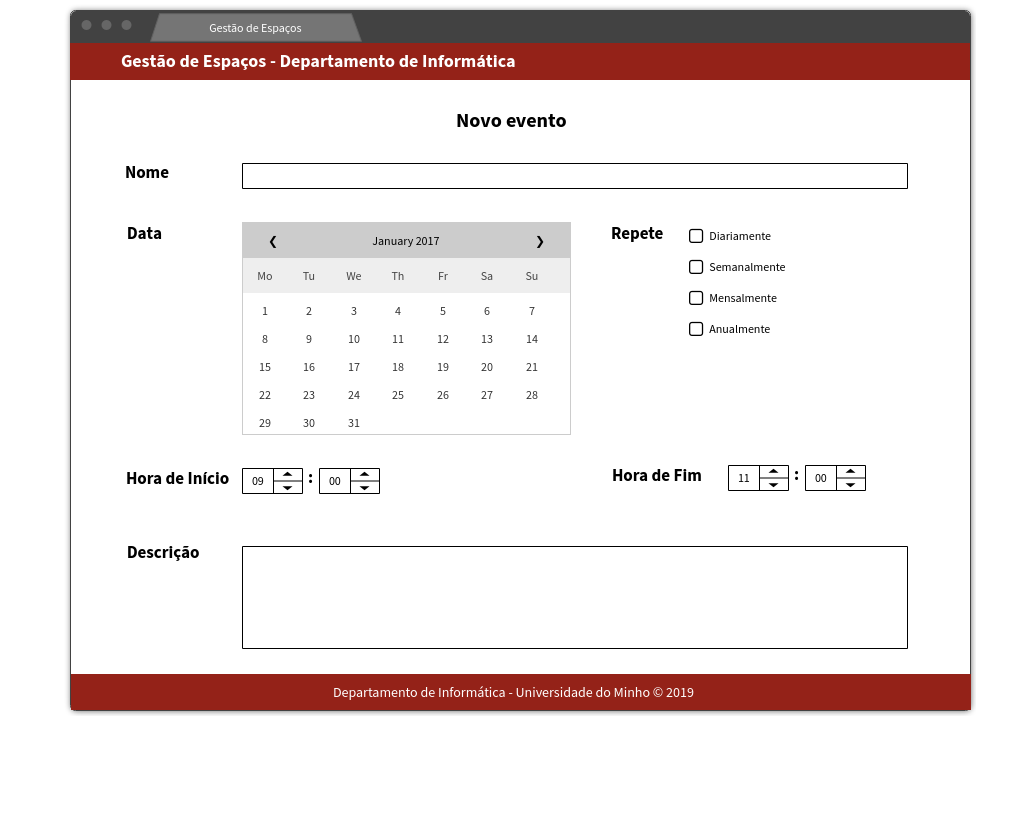 Gestão de Espaços
Gestão de Espaços - Departamento de Informática
Novo evento
Nome
Data
❮ January 2017 ❯
Mo Tu We Th Fr Sa Su
1 2 3 4 5 6 7
8 9 10 11 12 13 14
15 16 17 18 19 20 21
22 23 24 25 26 27 28
29 30 31
Repete
Diariamente
Semanalmente
Mensalmente
Anualmente
Hora de Início 09 : 00
Hora de Fim 11 : 00
Descrição
Departamento de Informática - Universidade do Minho © 2019